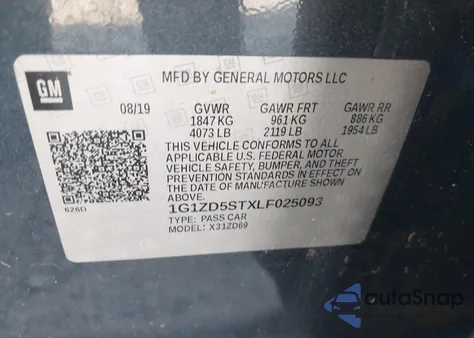 GM
MFD BY GENERAL MOTORS LLC
08/19 GVWR GAWR FRT GAWR RR
1847 KG 961 KG 886 KG
4073 LB 2119 LB 1954 LB
THIS VEHICLE CONFORMS TO ALL
APPLICABLE U.S. FEDERAL MOTOR
VEHICLE SAFETY, BUMPER, AND THEFT
PREVENTION STANDARDS IN EFFECT ON
THE DATE OF MANUFACTURE SHOWN
ABOVE.
626D
1G1ZD5STXLF025093
TYPE: PASS CAR
MODEL: X31ZD69
autoSnap